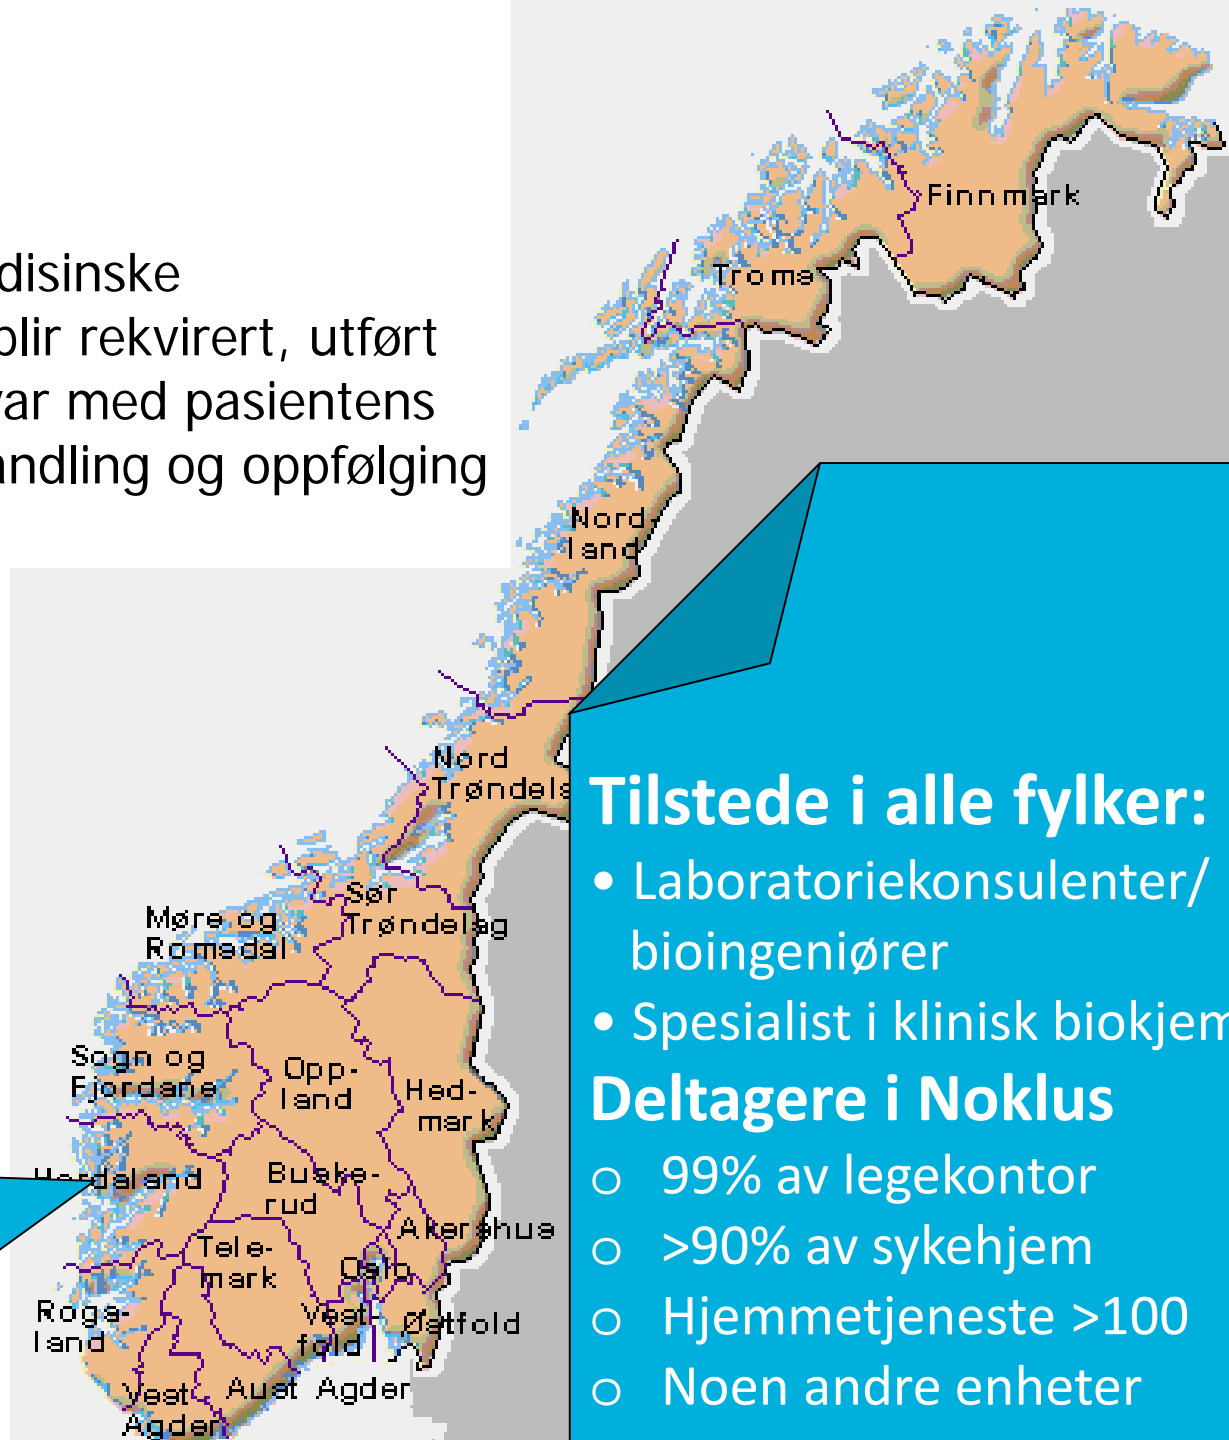 disinske
blir rekvirert, utført
var med pasientens
andling og oppfølging
Finnmark
Troms
Nord-
land
Nord
Trøndela
Sør
Trøndelag
Møre og
Romsdal
Sogn og
Fjordane
Opp-
land
Hed-
mark
Hordaland
Buske-
rud
Akershus
Tele-
mark
Oslo
Roga-
land
Vest-
fold
Østfold
Vest-
Agder
Aust Agder
Tilstede i alle fylker:
• Laboratoriekonsulenter/
bioingeniører
• Spesialist i klinisk biokjem
Deltagere i Noklus
o 99% av legekontor
o >90% av sykehjem
o Hjemmetjeneste >100
o Noen andre enheter